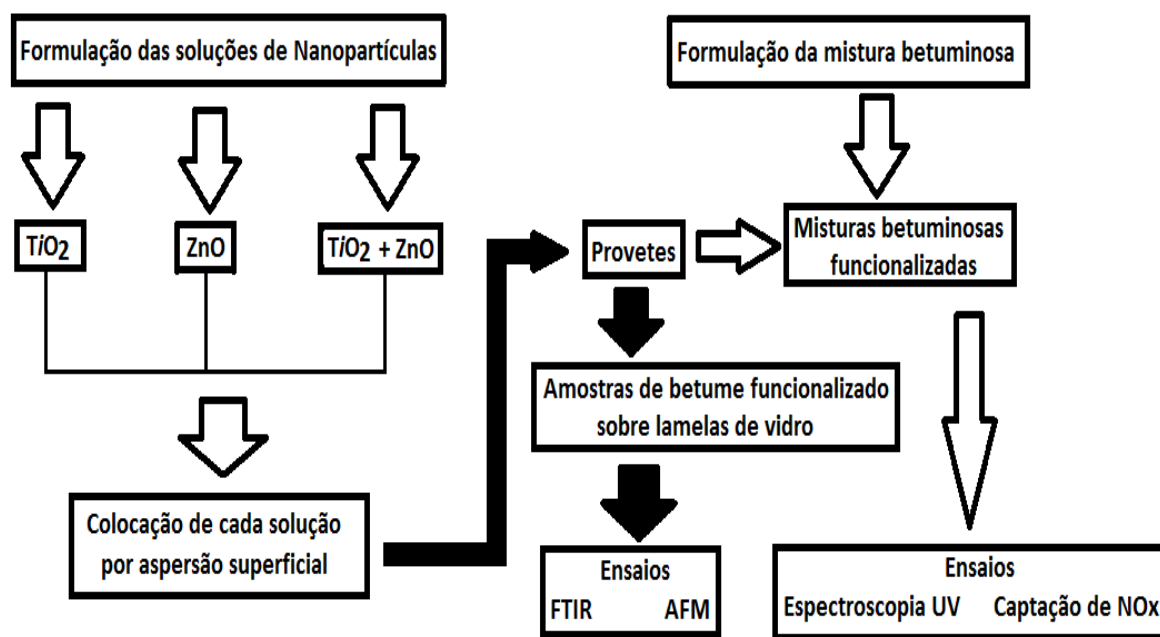 Formulação das soluções de Nanopartículas
Formulação da mistura betuminosa
TiO2
ZnO
TiO2 + ZnO
Provetes
Misturas betuminosas
funcionalizadas
Amostras de betume funcionalizado
sobre lamelas de vidro
Colocação de cada solução
por aspersão superficial
Ensaios
FTIR AFM
Ensaios
Espectroscopia UV Captação de NOx